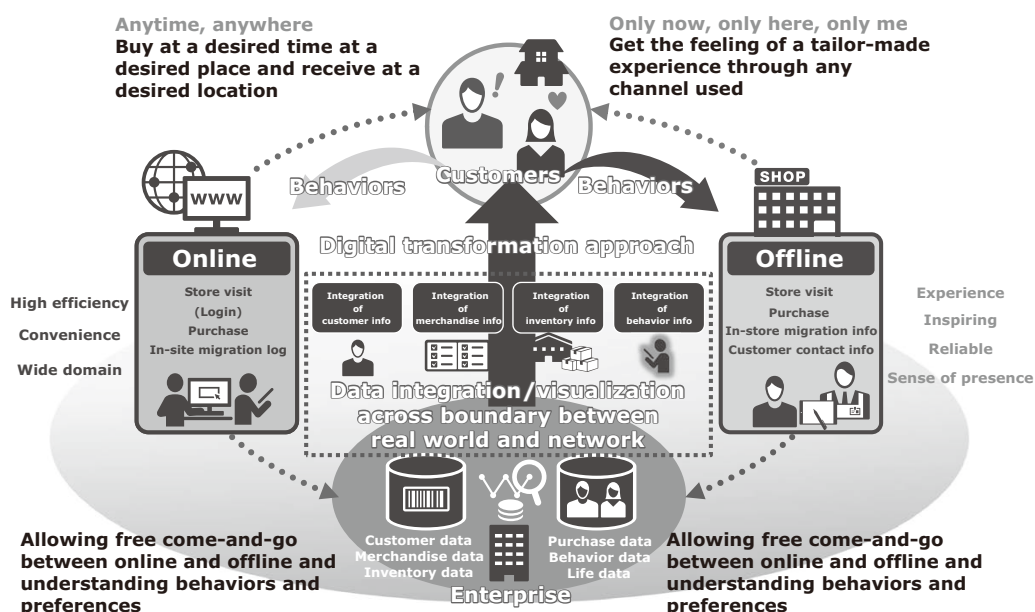 Anytime, anywhere
Buy at a desired time at a
desired place and receive at a
desired location
Only now, only here, only me
Get the feeling of a tailor-made
experience through any
channel used
Customers
Behaviors
Behaviors
WWW
SHOP
Digital transformation approach
Online
Store visit
(Login)
Purchase
In-site migration log
High efficiency
Convenience
Wide domain
Integration
of
customer info
Integration
of
merchandise info
Integration
of
inventory info
Integration
of
behavior info
Data integration/visualization
across boundary between
real world and network
Offline
Store visit
Purchase
In-store migration info
Customer contact info
Experience
Inspiring
Reliable
Sense of presence
Customer data
Merchandise data
Inventory data
Purchase data
Behavior data
Life data
Enterprise
Allowing free come-and-go
between online and offline and
understanding behaviors and
preferences
Allowing free come-and-go
between online and offline and
understanding behaviors and
preferences